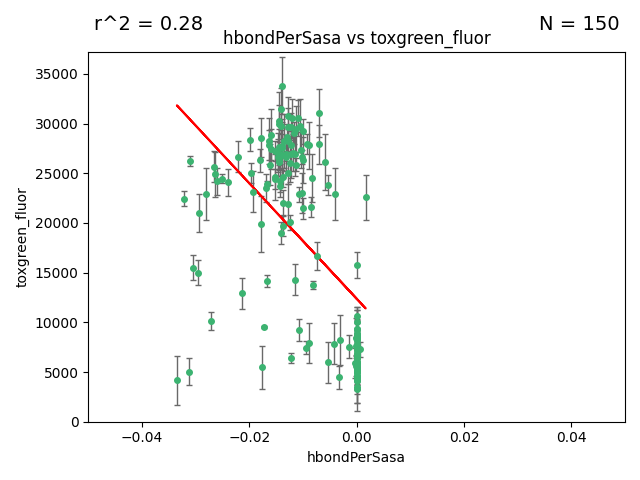 r^2 = 0.28
N = 150
hbondPerSasa vs toxgreen_fluor
toxgreen_fluor
35000
30000
25000
20000
15000
10000
5000
0
−0.04
−0.02
0.00
0.02
0.04
hbondPerSasa